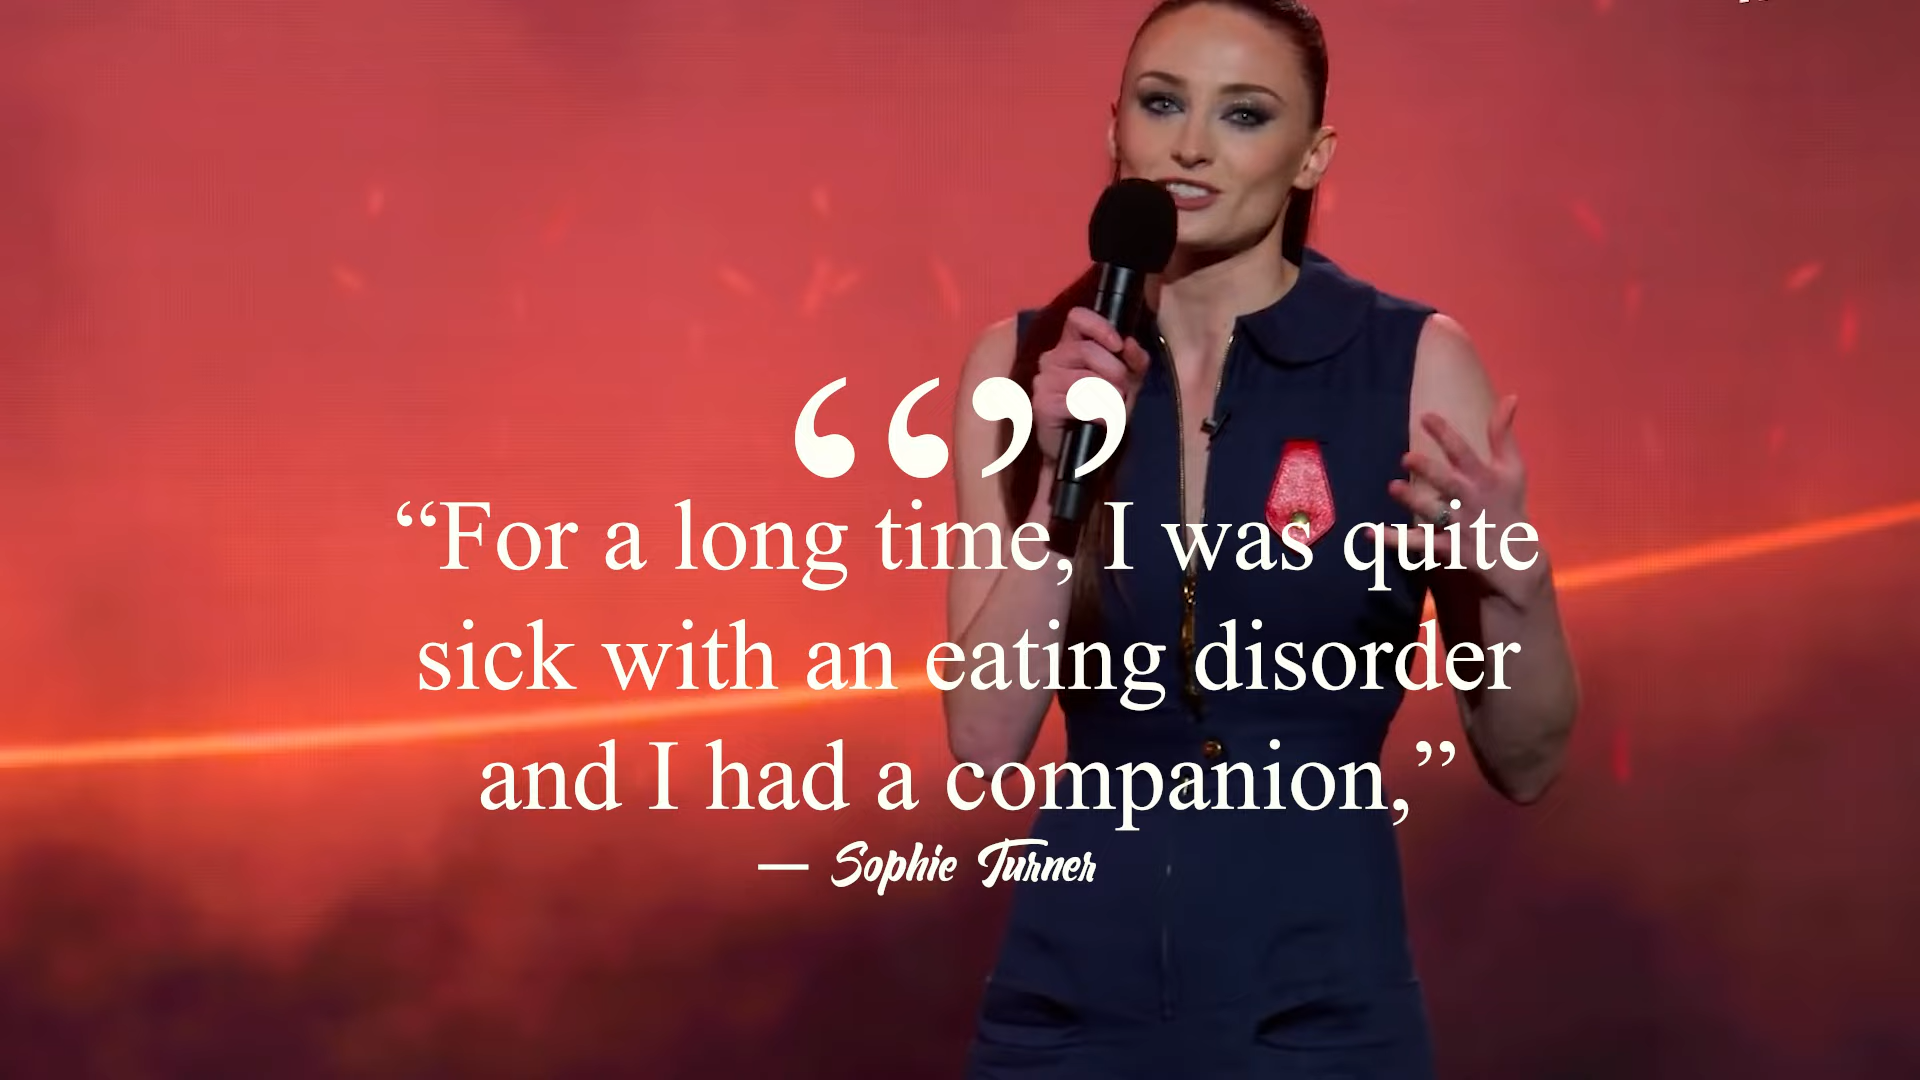 “”
“For a long time, I was quite
sick with an eating disorder
and I had a companion,”
— Sophie Turner